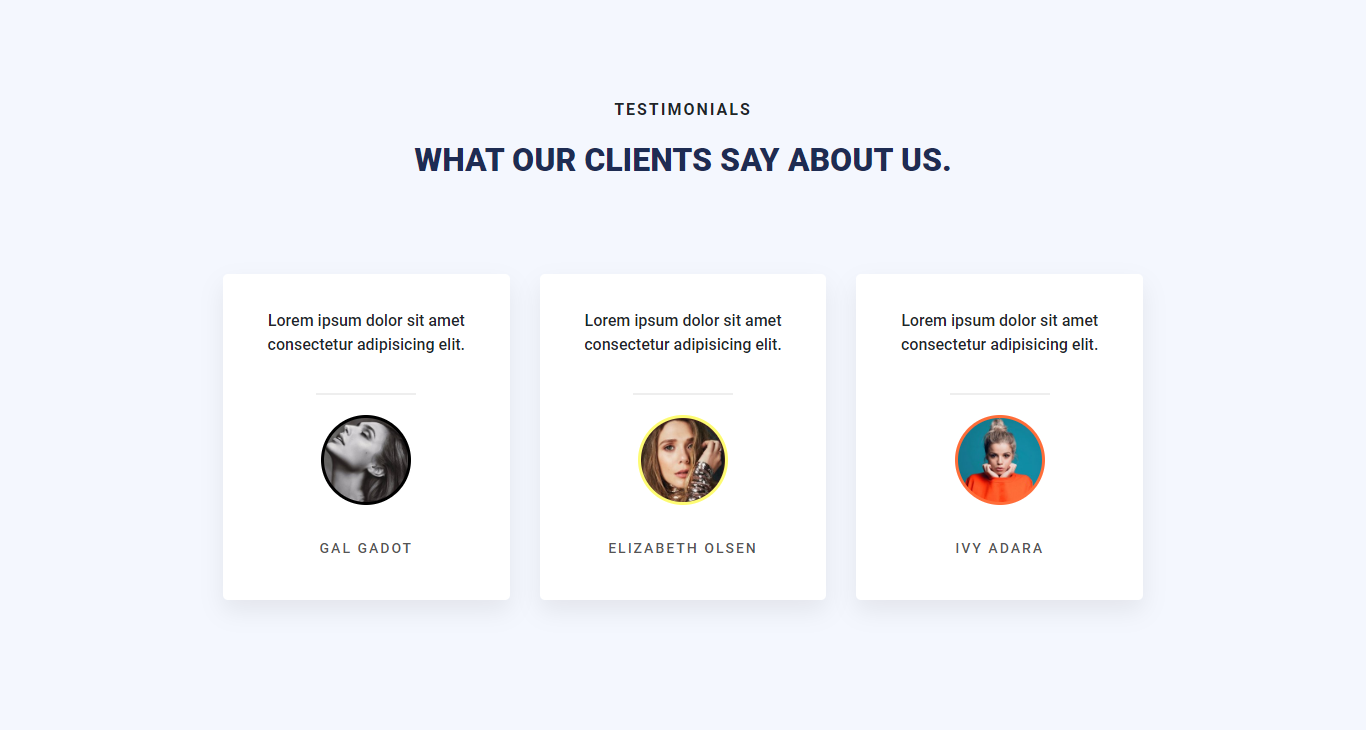 TESTIMONIALS
WHAT OUR CLIENTS SAY ABOUT US.
Lorem ipsum dolor sit amet
consectetur adipisicing elit.
GAL GADOT
Lorem ipsum dolor sit amet
consectetur adipisicing elit.
ELIZABETH OLSEN
Lorem ipsum dolor sit amet
consectetur adipisicing elit.
IVY ADARA